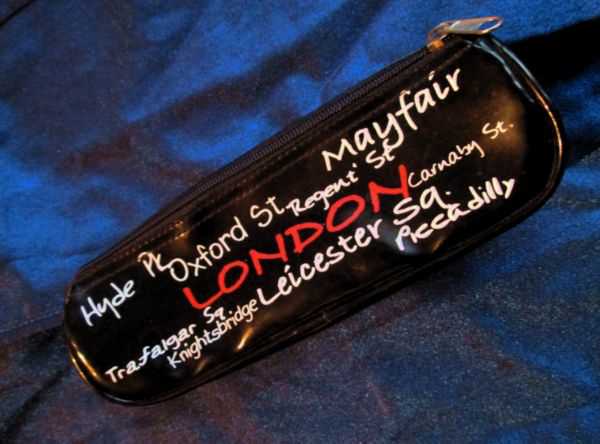 Mayfair
Regent St
Carnaby St.
Oxford St.
LONDON
Hyde Pk
Leicester Sq.
Piccadilly
Trafalgar Sq.
Knightsbridge